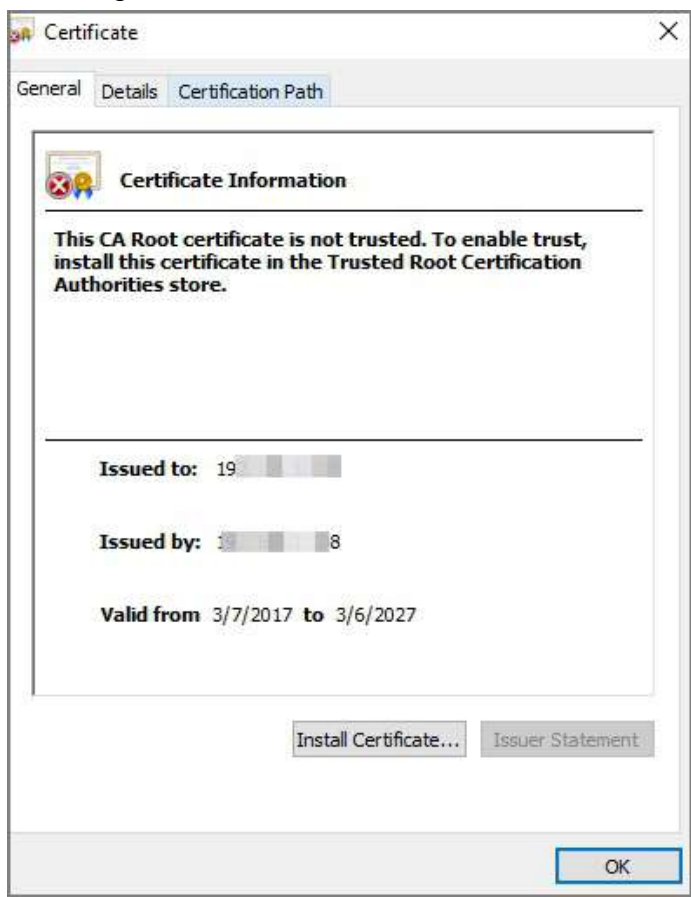 Certificate
General Details Certification Path
Certificate Information
This CA Root certificate is not trusted. To enable trust,
install this certificate in the Trusted Root Certification
Authorities store.
Issued to: 19
Issued by: 8
Valid from 3/7/2017 to 3/6/2027
Install Certificate... Issuer Statement
OK